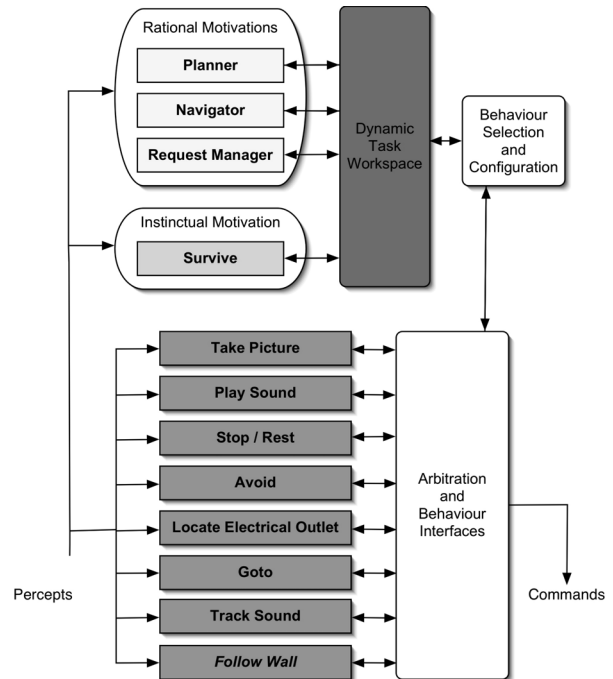 Rational Motivations
Planner
Navigator
Request Manager
Dynamic
Task
Workspace
Behaviour
Selection
and
Configuration
Instinctual Motivation
Survive
Take Picture
Play Sound
Stop / Rest
Avoid
Locate Electrical Outlet
Goto
Track Sound
Follow Wall
Arbitration
and
Behaviour
Interfaces
Percepts
Commands